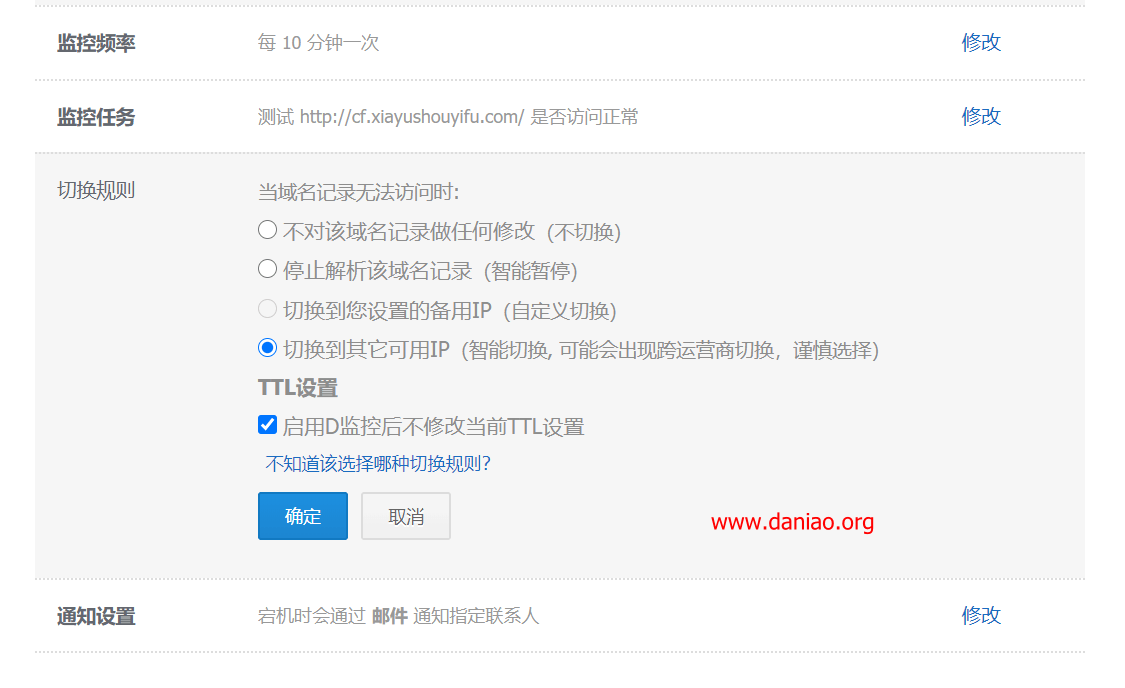 监控频率 每 10 分钟一次 修改
监控任务 测试 http://cf.xiayushouyifu.com/ 是否访问正常 修改
切换规则 当域名记录无法访问时:
不对该域名记录做任何修改 (不切换)
停止解析该域名记录 (智能暂停)
切换到您设置的备用IP (自定义切换)
切换到其它可用IP (智能切换, 可能会出现跨运营商切换，谨慎选择)
TTL设置
启用D监控后不修改当前TTL设置
不知道该选择哪种切换规则?
确定 取消 www.daniao.org
通知设置 宕机时会通过 邮件 通知指定联系人 修改